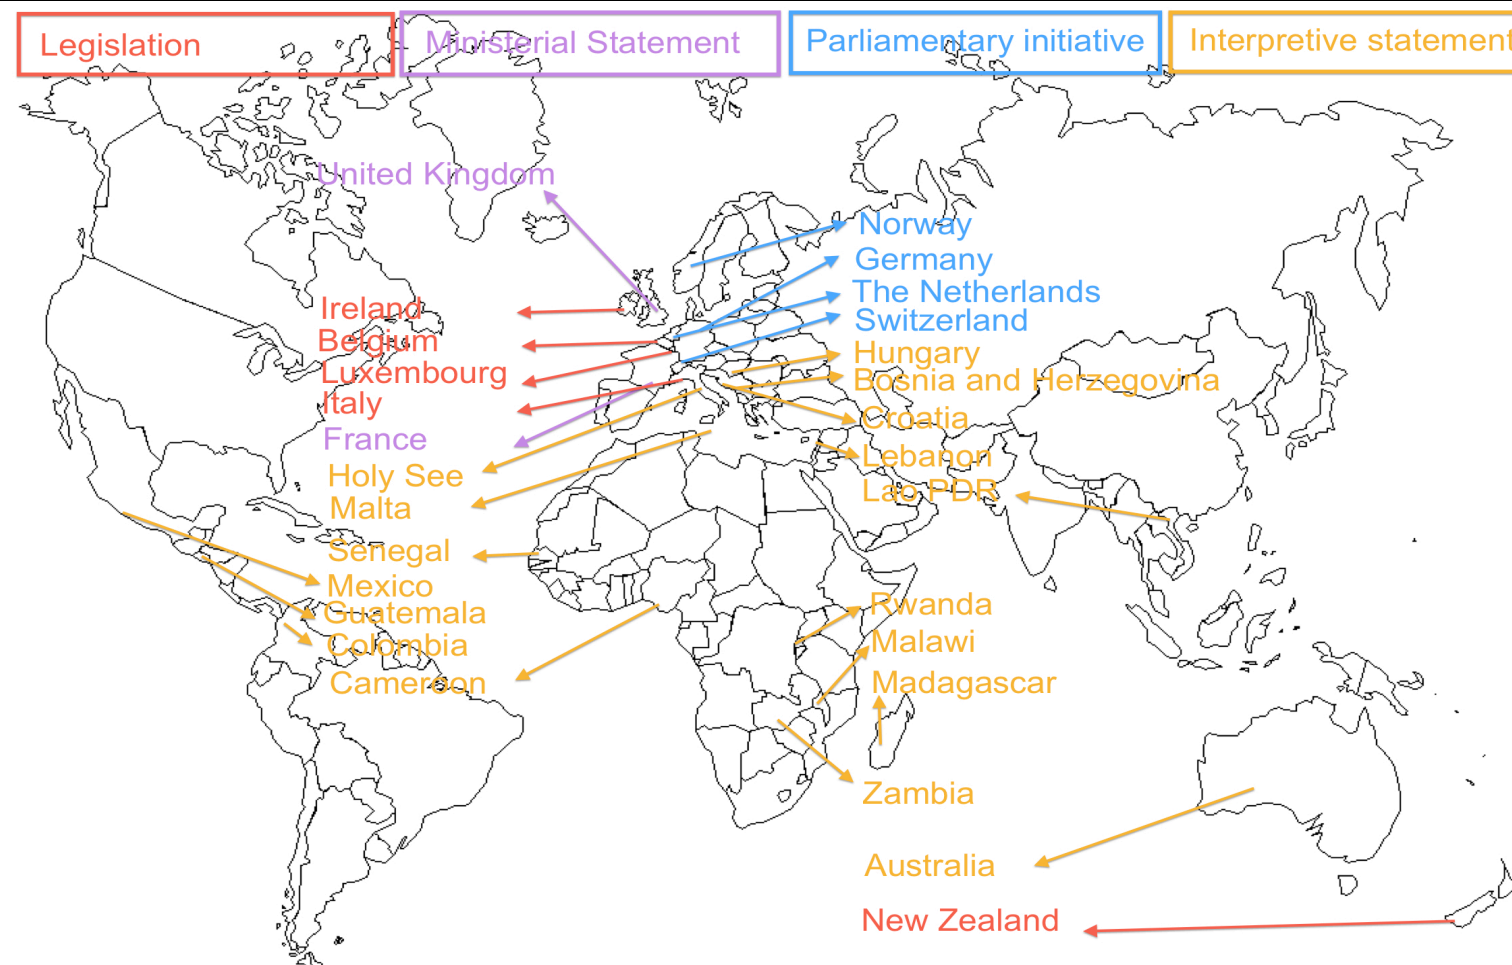 Legislation
Ministerial Statement
Parliamentary initiative
Interpretive statement
United Kingdom
Ireland
Belgium
Luxembourg
Italy
France
Holy See
Malta
Senegal
Mexico
Guatemala
Colombia
Cameroon
Norway
Germany
The Netherlands
Switzerland
Hungary
Bosnia and Herzegovina
Croatia
Lebanon
Lao PDR
Rwanda
Malawi
Madagascar
Zambia
Australia
New Zealand